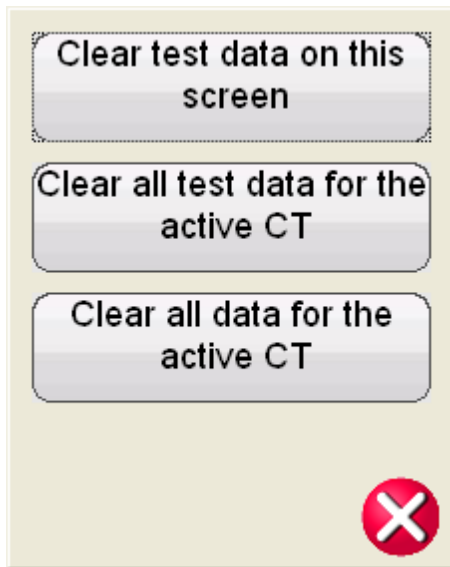 Clear test data on this
screen
Clear all test data for the
active CT
Clear all data for the
active CT